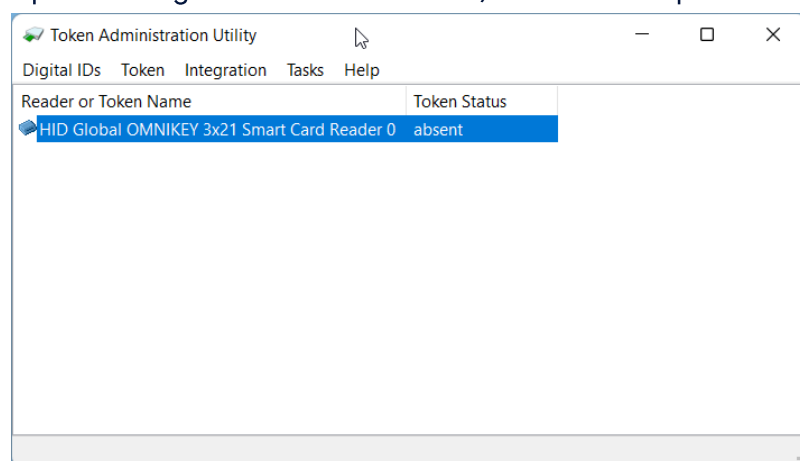 Token Administration Utility
Digital IDs Token Integration Tasks Help
Reader or Token Name Token Status
HID Global OMNIKEY 3x21 Smart Card Reader 0 absent